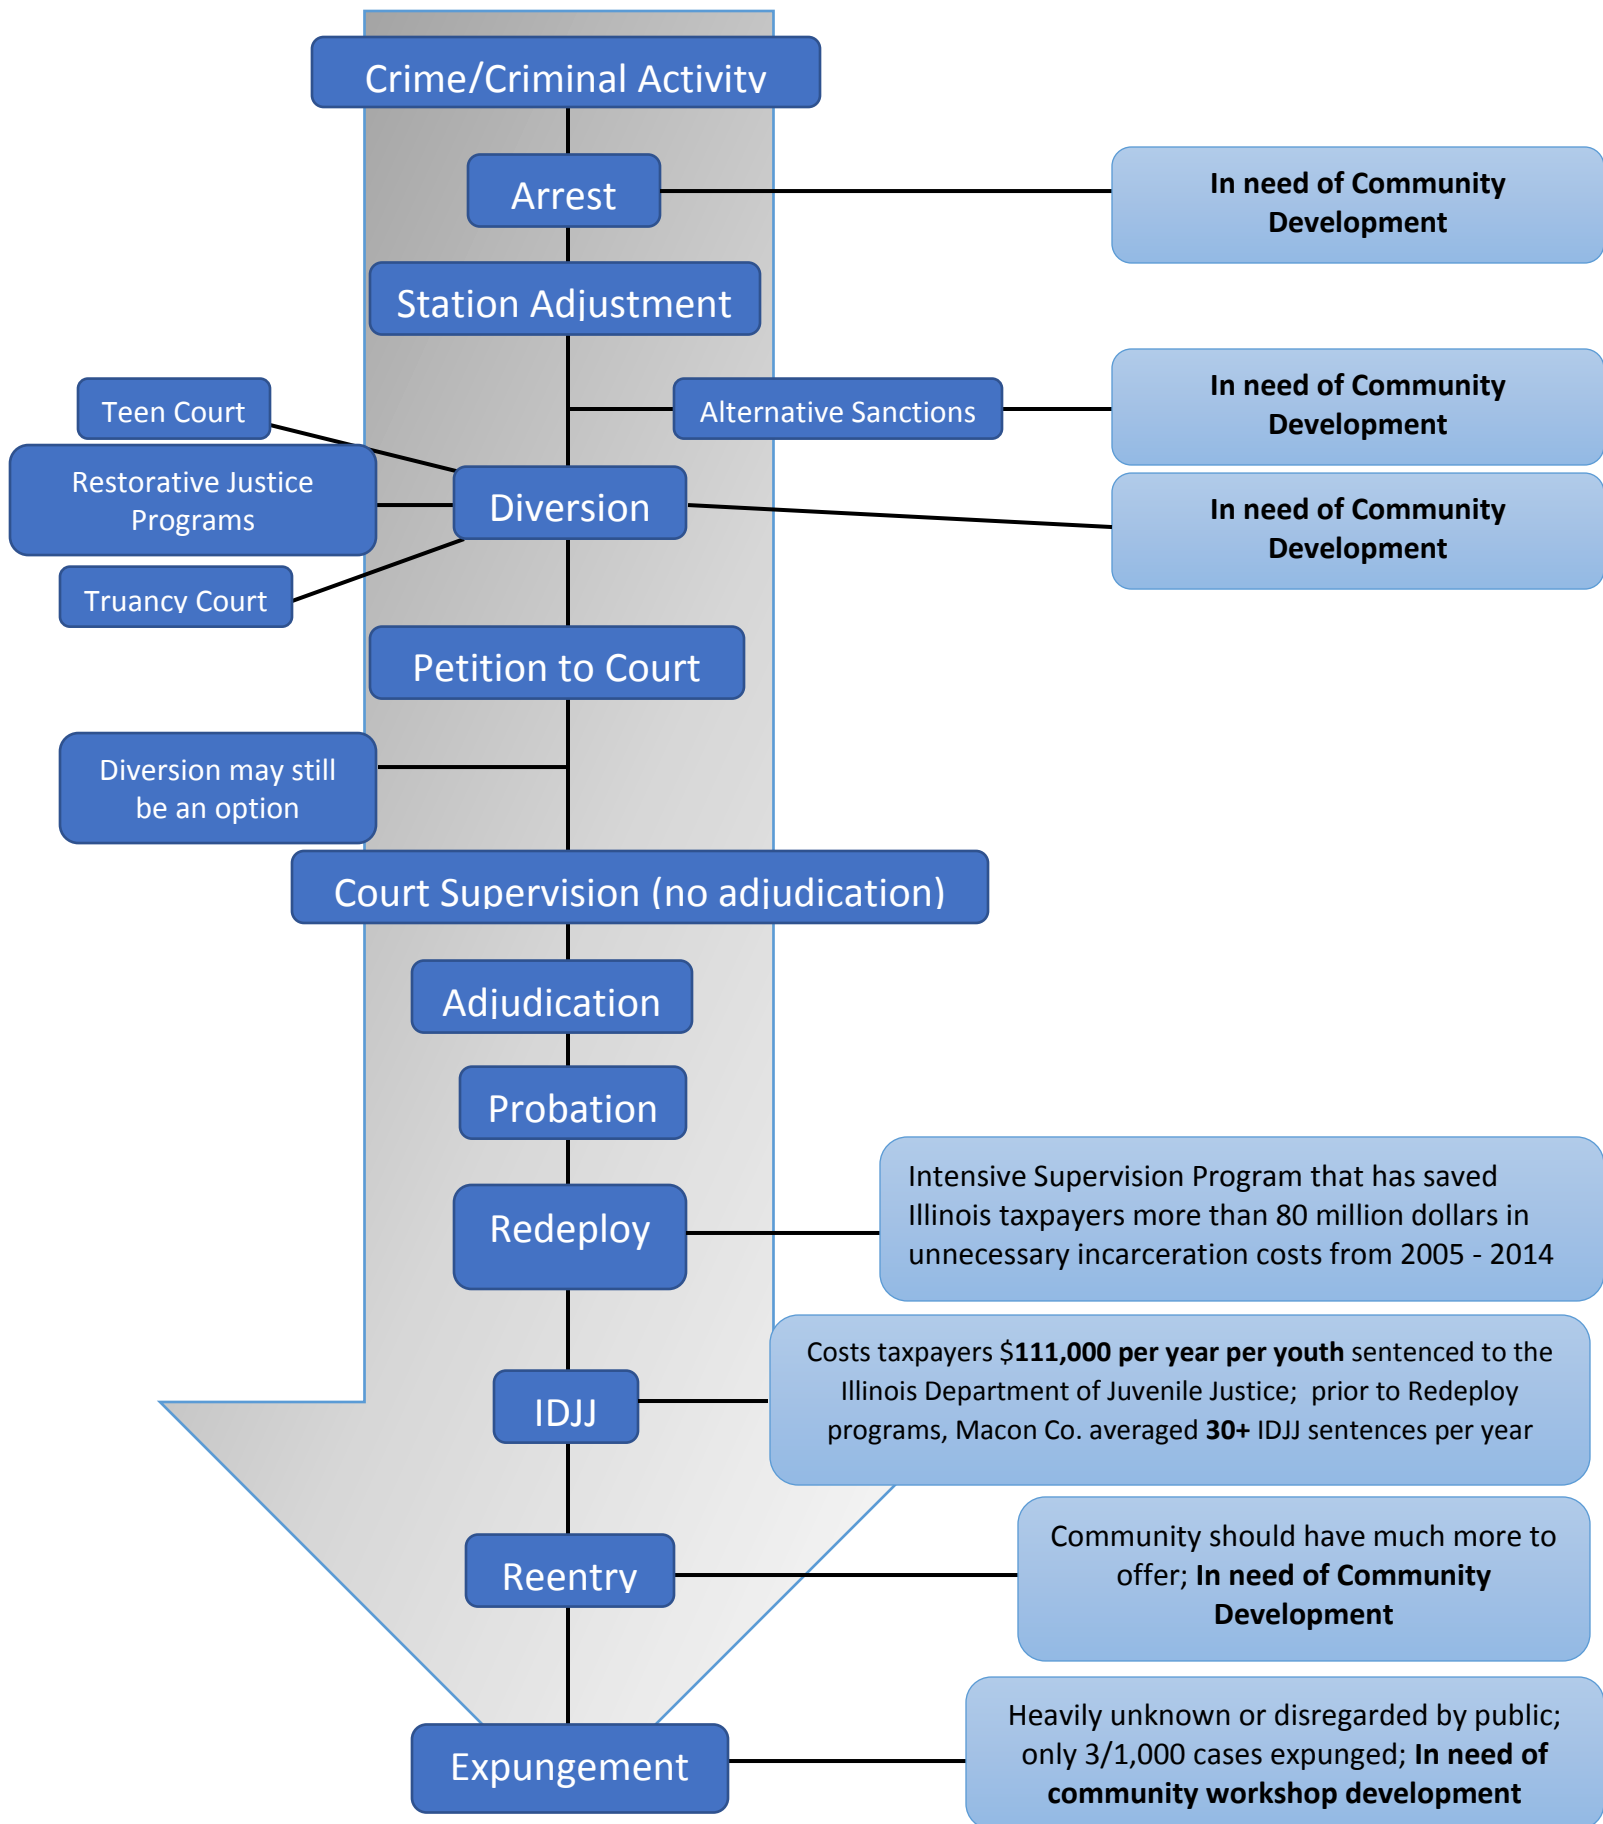 Crime/Criminal Activity
Arrest
In need of Community
Development
Station Adjustment
Teen Court
Alternative Sanctions
In need of Community
Development
Restorative Justice
Programs
Diversion
In need of Community
Development
Truancy Court
Petition to Court
Diversion may still
be an option
Court Supervision (no adjudication)
Adjudication
Probation
Redeploy
Intensive Supervision Program that has saved
Illinois taxpayers more than 80 million dollars in
unnecessary incarceration costs from 2005 - 2014
IDJJ
Costs taxpayers $111,000 per year per youth sentenced to the
Illinois Department of Juvenile Justice;  prior to Redeploy
programs, Macon Co. averaged 30+ IDJJ sentences per year
Reentry
Community should have much more to
offer; In need of Community
Development
Expungement
Heavily unknown or disregarded by public;
only 3/1,000 cases expunged; In need of
community workshop development